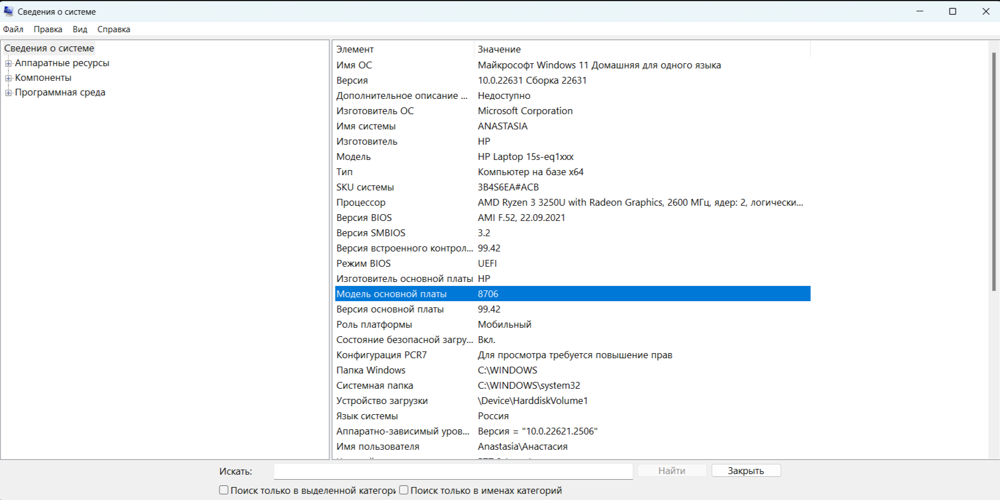 Сведения о системе
Файл Правка Вид Справка
Сведения о системе
Аппаратные ресурсы
Компоненты
Программная среда
Элемент Значение
Имя ОС Майкрософт Windows 11 Домашняя для одного языка
Версия 10.0.22631 Сборка 22631
Дополнительное описание ... Недоступно
Изготовитель ОС Microsoft Corporation
Имя системы ANASTASIA
Изготовитель HP
Модель HP Laptop 15s-eq1xxx
Тип Компьютер на базе x64
SKU системы 3B4S6EA#ACB
Процессор AMD Ryzen 3 3250U with Radeon Graphics, 2600 МГц, ядер: 2, логически...
Версия BIOS AMI F.52, 22.09.2021
Версия SMBIOS 3.2
Версия встроенного контрол... 99.42
Режим BIOS UEFI
Изготовитель основной платы HP
Модель основной платы 8706
Версия основной платы 99.42
Роль платформы Мобильный
Состояние безопасной загру... Вкл.
Конфигурация PCR7 Для просмотра требуется повышение прав
Папка Windows C:\WINDOWS
Системная папка C:\WINDOWS\system32
Устройство загрузки \Device\HarddiskVolume1
Язык системы Россия
Аппаратно-зависимый уров... Версия = "10.0.22621.2506"
Имя пользователя Anastasia\Анастасия
Искать: Найти Закрыть
Поиск только в выделенной категори Поиск только в именах категорий